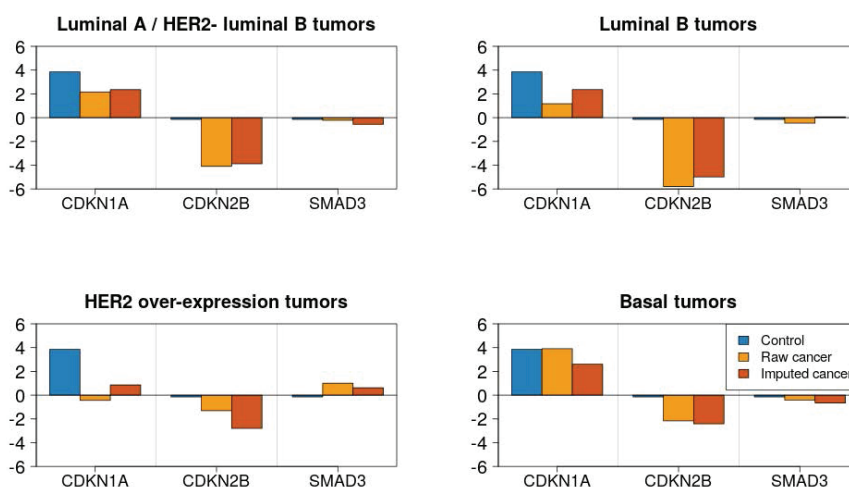 Luminal A / HER2- luminal B tumors
6
4
2
0
-2
-4
-6
CDKN1A CDKN2B SMAD3
Luminal B tumors
6
4
2
0
-2
-4
-6
CDKN1A CDKN2B SMAD3
HER2 over-expression tumors
6
4
2
0
-2
-4
-6
CDKN1A CDKN2B SMAD3
Basal tumors
6
4
2
0
-2
-4
-6
Control
Raw cancer
Imputed cancer
CDKN1A CDKN2B SMAD3